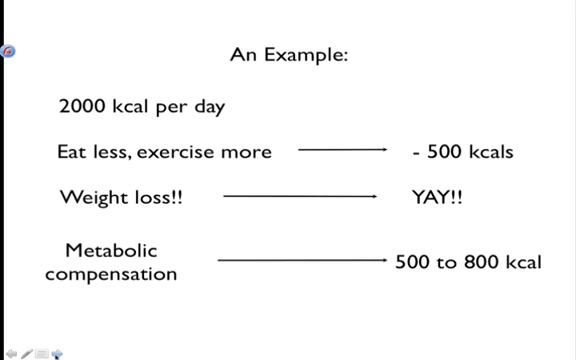 An Example:
2000 kcal per day
Eat less, exercise more - 500 kcals
Weight loss!! YAY!!
Metabolic
compensation 500 to 800 kcal